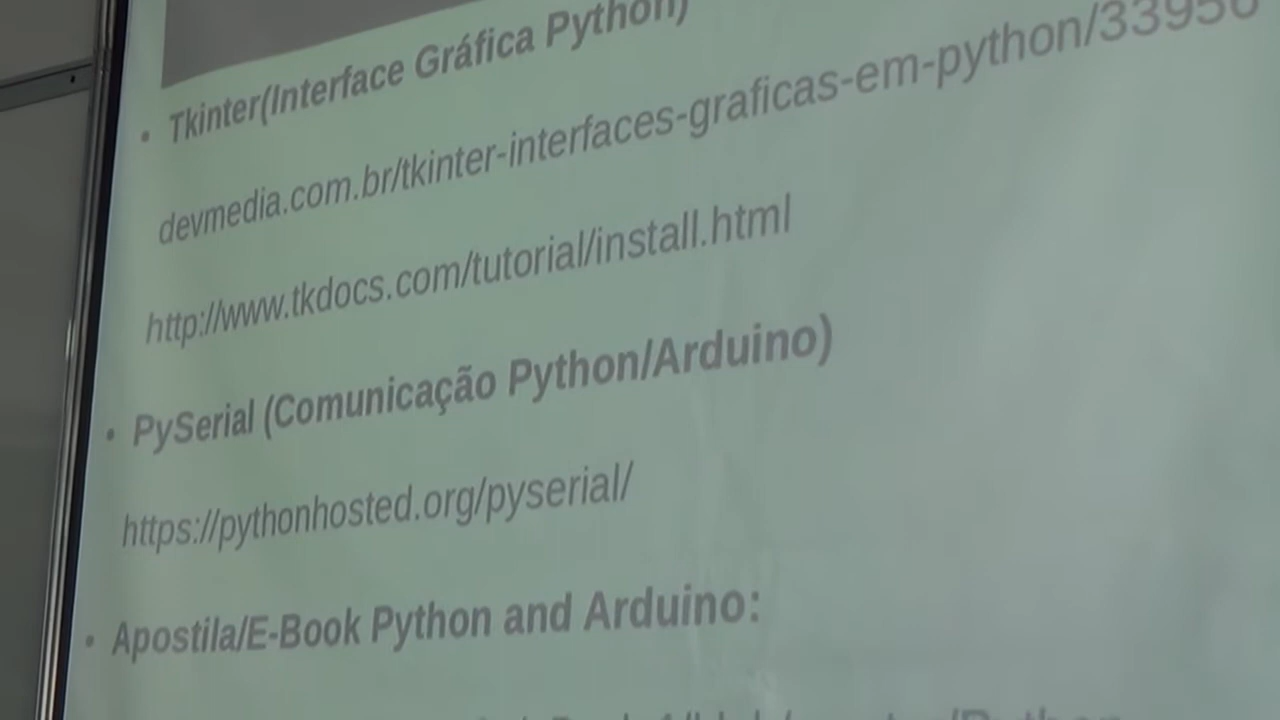 • Tkinter(Interface Gráfica Python)
devmedia.com.br/tkinter-interfaces-graficas-em-python/33956
http://www.tkdocs.com/tutorial/install.html
• PySerial (Comunicação Python/Arduino)
https://pythonhosted.org/pyserial/
• Apostila/E-Book Python and Arduino: